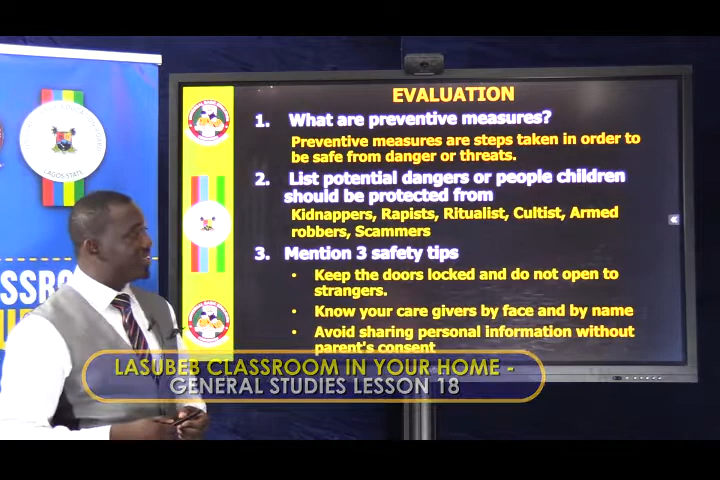 EVALUATION
1. What are preventive measures?
Preventive measures are steps taken in order to
be safe from danger or threats.
2. List potential dangers or people children
should be protected from
Kidnappers, Rapists, Ritualist, Cultist, Armed
robbers, Scammers
3. Mention 3 safety tips
• Keep the doors locked and do not open to
strangers.
• Know your care givers by face and by name
• Avoid sharing personal information without
parent's consent
LAGOS STATE
LASUBEB CLASSROOM IN YOUR HOME -
GENERAL STUDIES LESSON 18